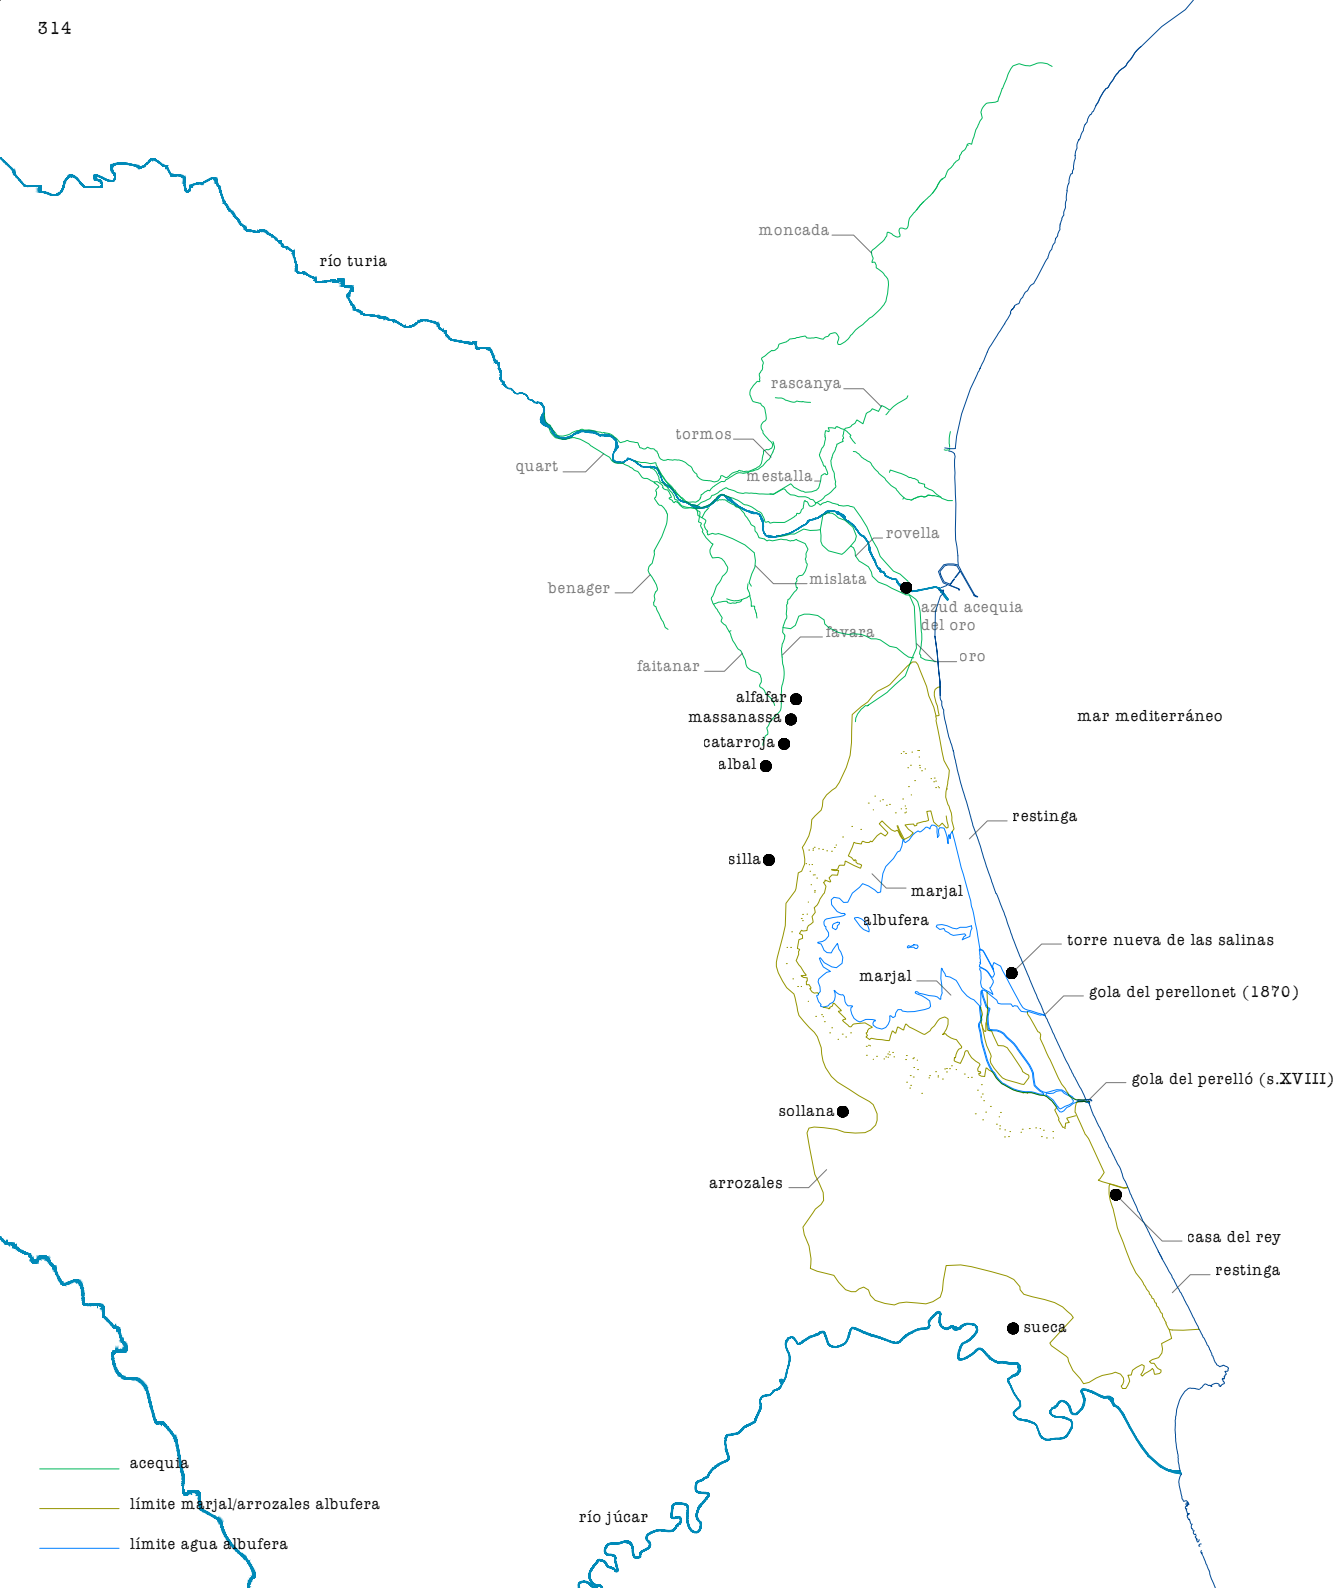 314
moncada
río turia
rascanya
tormos
quart
mestalla
rovella
benager
mislata
azud acequia
del oro
favara
oro
faitanar
alfafar
massanassa
mar mediterráneo
catarroja
albal
restinga
silla
marjal
albufera
torre nueva de las salinas
marjal
gola del perellonet (1870)
gola del perelló (s.XVIII)
sollana
arrozales
casa del rey
restinga
sueca
acequia
límite marjal/arrozales albufera
río júcar
límite agua albufera